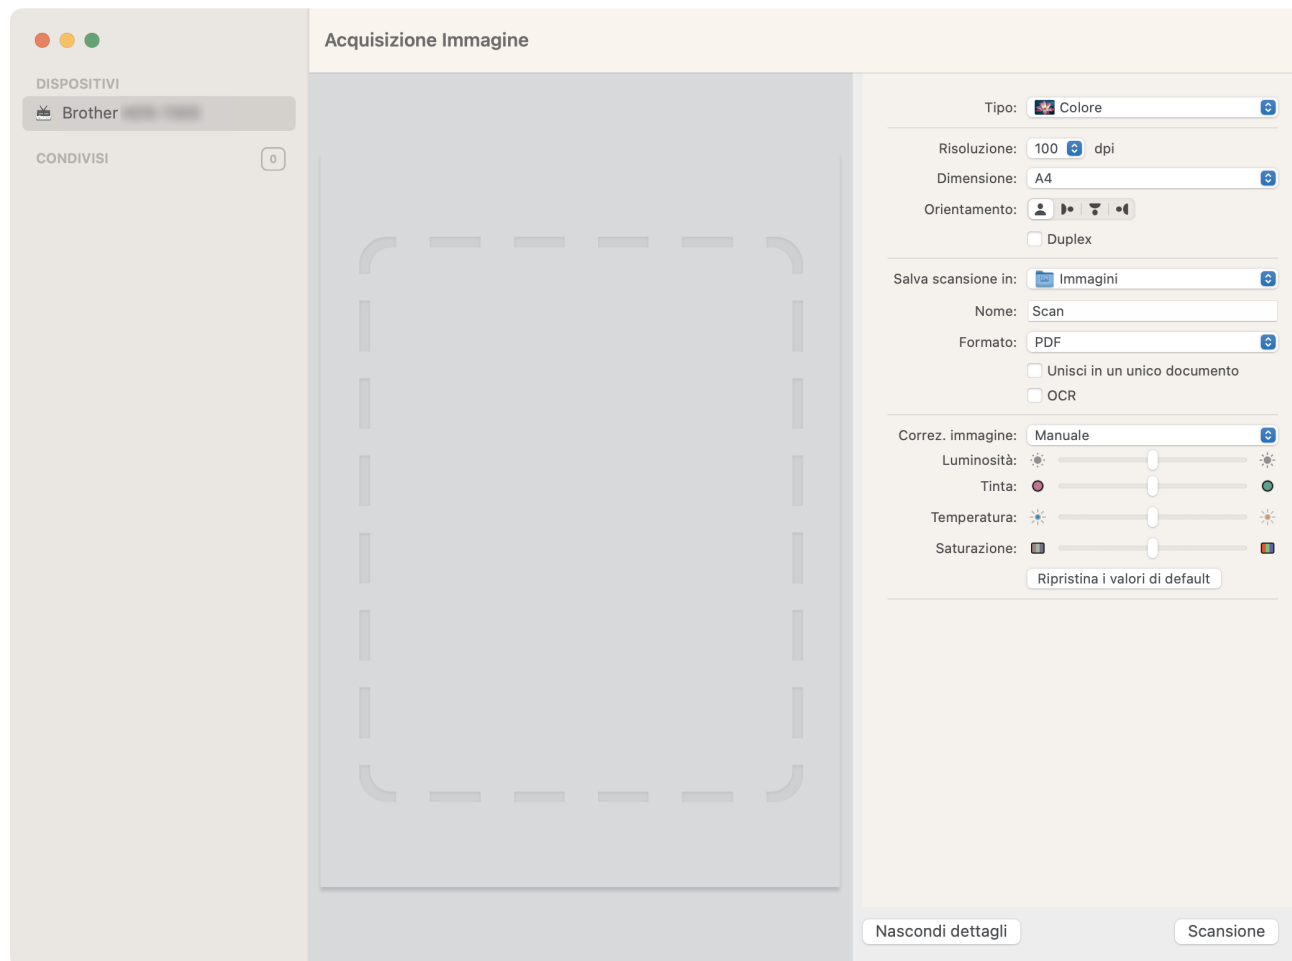 Acquisizione Immagine
DISPOSITIVI
Brother
CONDIVISI 0
Tipo: Colore
Risoluzione: 100 dpi
Dimensione: A4
Orientamento:
Duplex
Salva scansione in: Immagini
Nome: Scan
Formato: PDF
Unisci in un unico documento
OCR
Correz. immagine: Manuale
Luminosità:
Tinta:
Temperatura:
Saturazione:
Ripristina i valori di default
Nascondi dettagli
Scansione